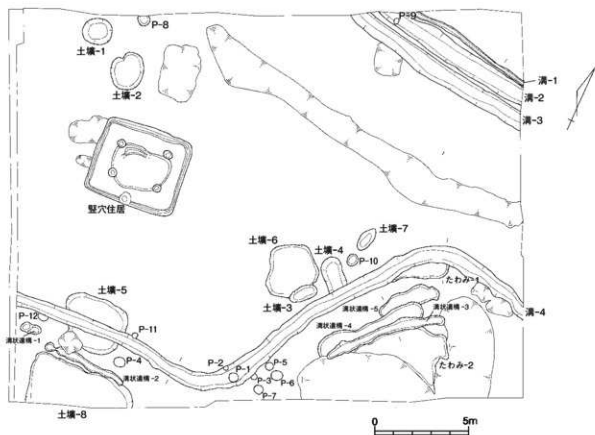 P-8
P-9
土壙-1
土壙-2
溝-1
溝-2
溝-3
竪穴住居
土壙-7
土壙-6
土壙-4
P-10
たわみ-1
土壙-5
土壙-3
溝状遺構-5
溝状遺構-3
溝-4
P-12
溝状遺構-4
P-11
溝状遺構-1
P-2
P-5
P-4
P-1
P-3
P-6
たわみ-2
溝状遺構-2
P-7
土壙-8
0 5m